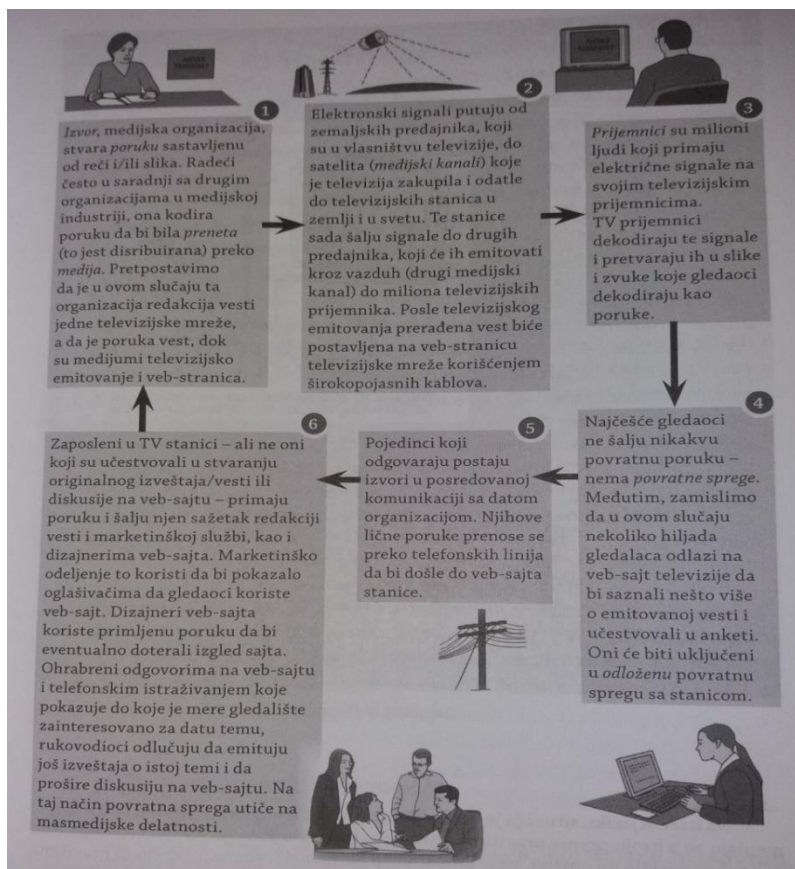 1
Izvor, medijska organizacija,
stvara poruku sastavljenu
od reči i/ili slika. Radeći
često u saradnji sa drugim
organizacijama u medijskoj
industriji, ona kodira
poruku da bi bila preneta
(to jest disribuirana) preko
medija. Pretpostavimo
da je u ovom slučaju ta
organizacija redakcija vesti
jedne televizijske mreže,
a da je poruka vest, dok
su medijumi televizijsko
emitovanje i veb-stranica.
2
Elektronski signali putuju od
zemaljskih predajnika, koji
su u vlasništvu televizije, do
satelita (medijski kanali) koje
je televizija zakupila i odatle
do televizijskih stanica u
zemlji i u svetu. Te stanice
sada šalju signale do drugih
predajnika, koji će ih emitovati
kroz vazduh (drugi medijski
kanal) do miliona televizijskih
prijemnika. Posle televizijskog
emitovanja prerađena vest biće
postavljena na veb-stranicu
televizijske mreže korišćenjem
širokopojasnih kablova.
3
Prijemnici su milioni
ljudi koji primaju
električne signale na
svojim televizijskim
prijemnicima.
TV prijemnici
dekodiraju te signale
i pretvaraju ih u slike
i zvuke koje gledaoci
dekodiraju kao
poruke.
4
Najčešće gledaoci
ne šalju nikakvu
povratnu poruku –
nema povratne sprege.
Međutim, zamislimo
da u ovom slučaju
nekoliko hiljada
gledalaca odlazi na
veb-sajt televizije da
bi saznali nešto više
o emitovanoj vesti i
učestvovali u anketi.
Oni će biti uključeni
u odloženu povratnu
spregu sa stanicom.
5
Pojedinci koji
odgovaraju postaju
izvori u posredovanoj
komunikaciji sa datom
organizacijom. Njihove
lične poruke prenose se
preko telefonskih linija
da bi došle do veb-sajta
stanice.
6
Zaposleni u TV stanici – ali ne oni
koji su učestvovali u stvaranju
originalnog izveštaja/vesti ili
diskusije na veb-sajtu – primaju
poruku i šalju njen sažetak redakciji
vesti i marketinškoj službi, kao i
dizajnerima veb-sajta. Marketinško
odeljenje to koristi da bi pokazalo
oglašivačima da gledaoci koriste
veb-sajt. Dizajneri veb-sajta
koriste primljenu poruku da bi
eventualno doterali izgled sajta.
Ohrabreni odgovorima na veb-sajtu
i telefonskim istraživanjem koje
pokazuje do koje je mere gledalište
zainteresovano za datu temu,
rukovodioci odlučuju da emituju
još izveštaja o istoj temi i da
prošire diskusiju na veb-sajtu. Na
taj način povratna sprega utiče na
masmedijske delatnosti.